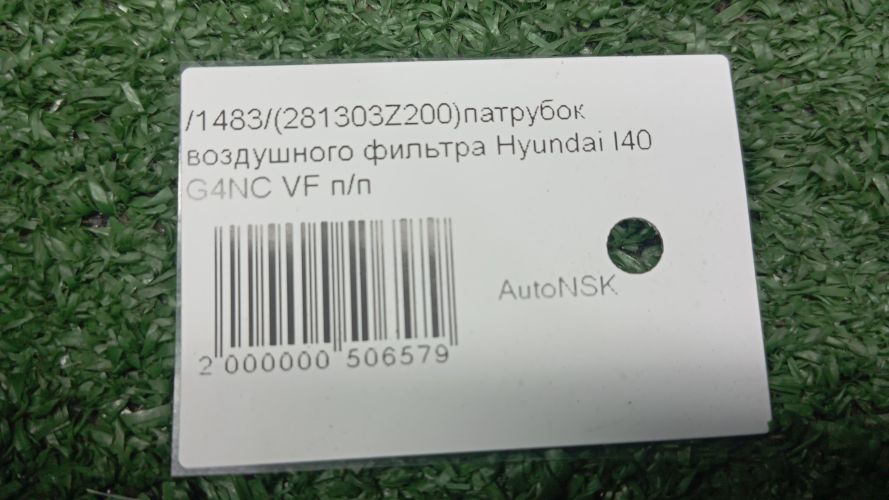 /1483/(281303Z200)патрубок
воздушного фильтра Hyundai I40
G4NC VF п/п
AutoNSK
2 000000 506579